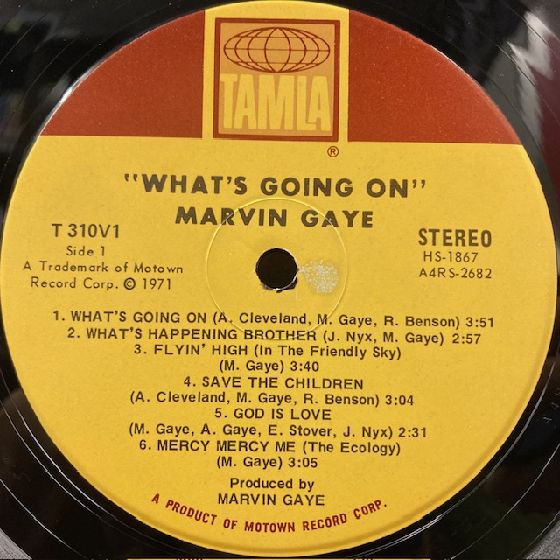 TAMLA
®
"WHAT'S GOING ON"
MARVIN GAYE
T 310V1
Side 1
A Trademark of Motown
Record Corp. © 1971
STEREO
HS-1867
A4RS-2682
1. WHAT'S GOING ON (A. Cleveland, M. Gaye, R. Benson) 3:51
2. WHAT'S HAPPENING BROTHER (J. Nyx, M. Gaye) 2:57
3. FLYIN' HIGH (In The Friendly Sky)
(M. Gaye) 3:40
4. SAVE THE CHILDREN
(A. Cleveland, M. Gaye, R. Benson) 3:04
5. GOD IS LOVE
(M. Gaye, A. Gaye, E. Stover, J. Nyx) 2:31
6. MERCY MERCY ME (The Ecology)
(M. Gaye) 3:05
Produced by
MARVIN GAYE
A PRODUCT OF MOTOWN RECORD CORP.